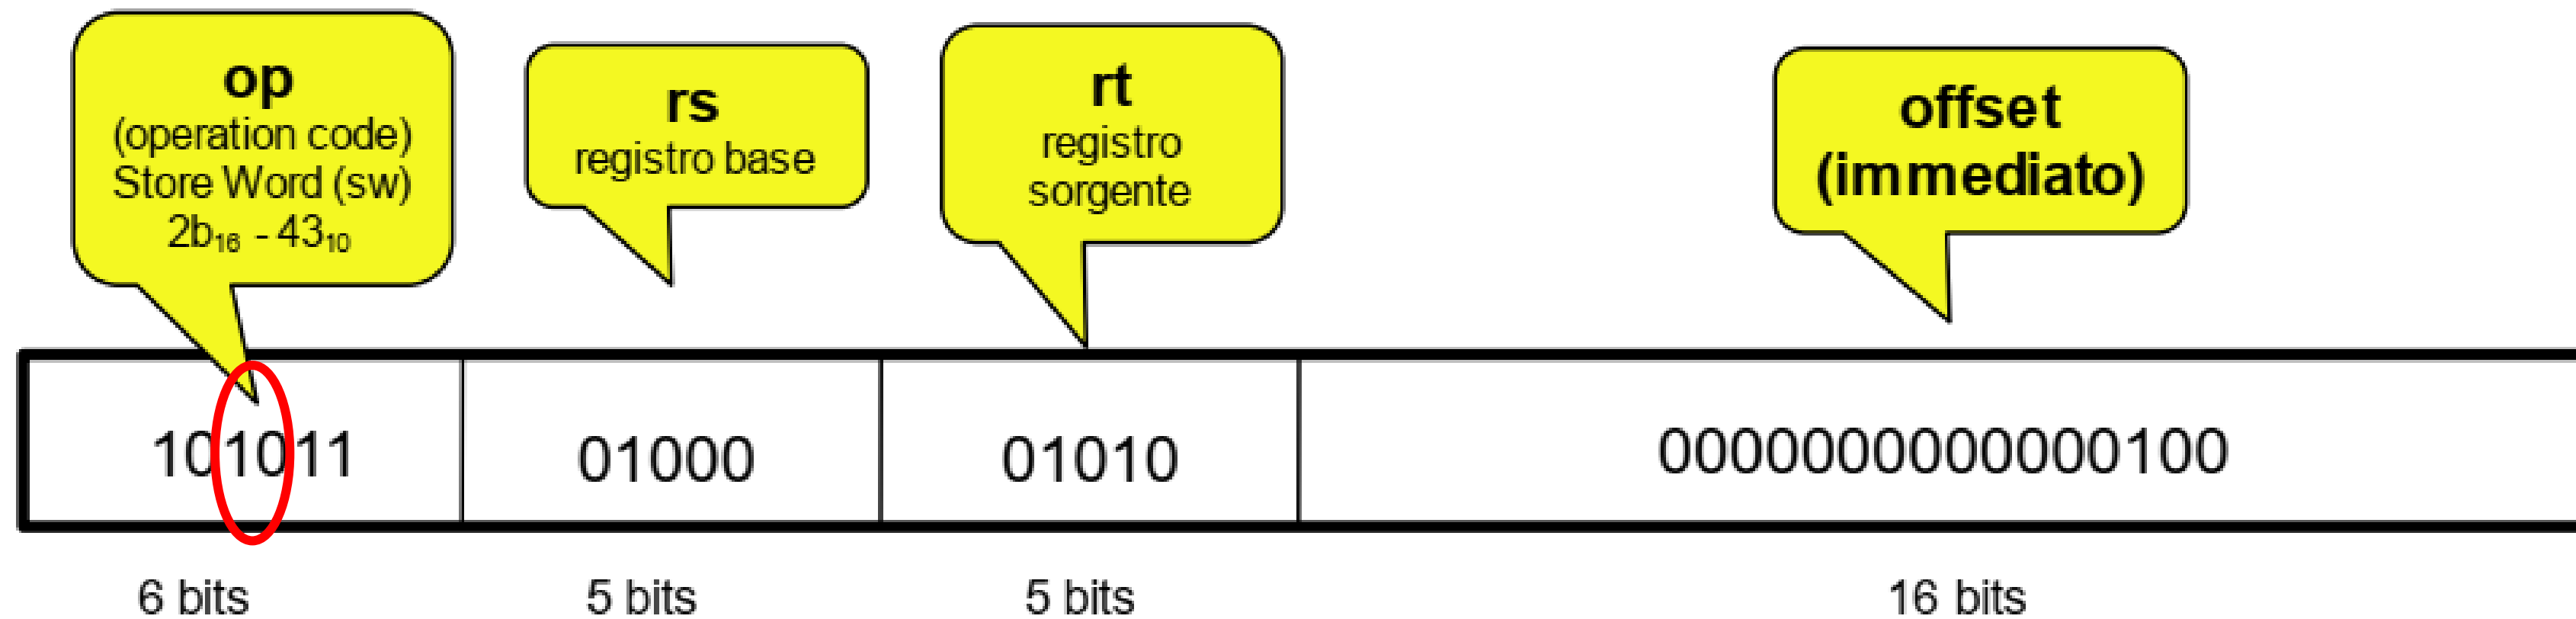 op
(operation code)
Store Word (sw)
2b₁₆ - 43₁₀
rs
registro base
rt
registro
sorgente
offset
(immediato)
101011
01000
01010
0000000000000100
6 bits
5 bits
5 bits
16 bits